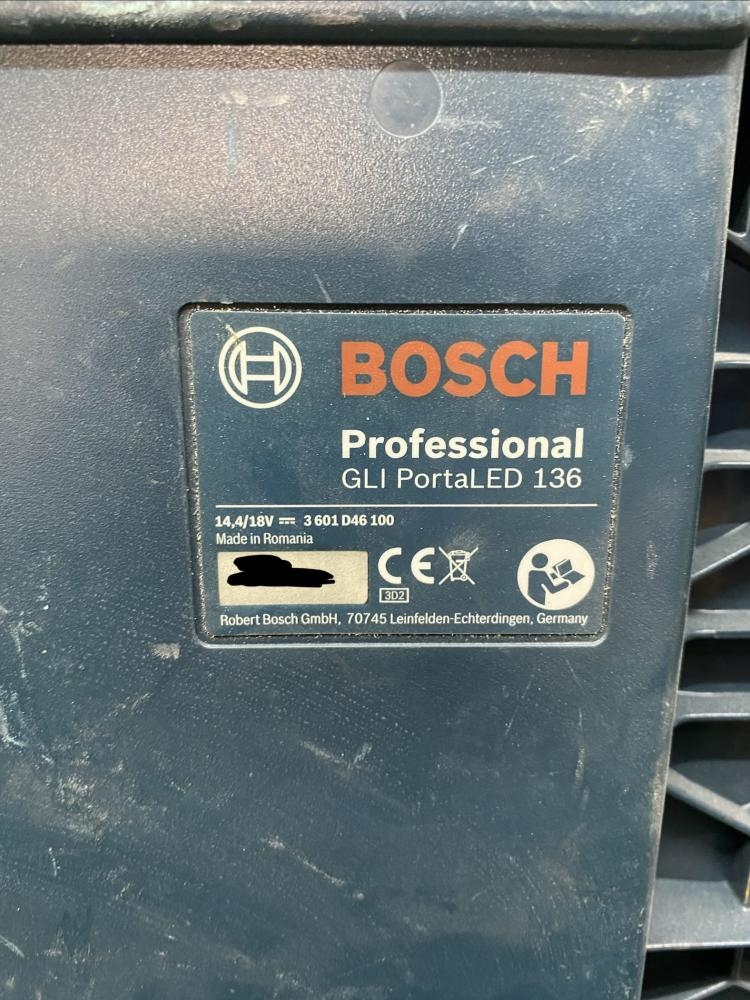 BOSCH
Professional
GLI PortaLED 136
14,4/18V ⎓ 3 601 D46 100
Made in Romania
CE
3D2
Robert Bosch GmbH, 70745 Leinfelden-Echterdingen, Germany